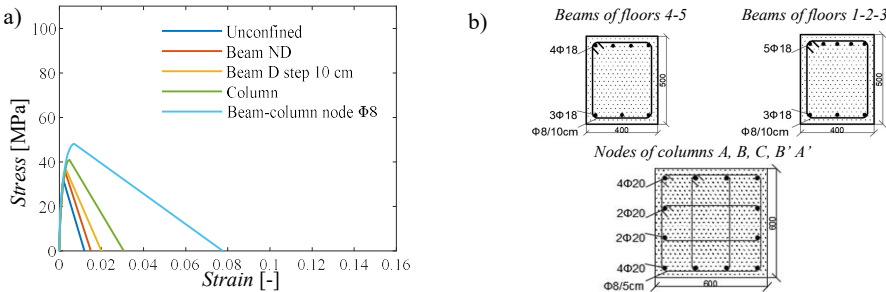 a)
Stress [MPa]
100
80
60
40
20
0
0
0.02
0.04
0.06
0.08
0.1
0.12
0.14
0.16
Strain [-]
Unconfined
Beam ND
Beam D step 10 cm
Column
Beam-column node Φ8
b)
Beams of floors 4-5
4Φ18
3Φ18
Φ8/10cm
400
500
Beams of floors 1-2-3
5Φ18
3Φ18
Φ8/10cm
400
500
Nodes of columns A, B, C, B’ A’
4Φ20
2Φ20
2Φ20
4Φ20
Φ8/5cm
600
600